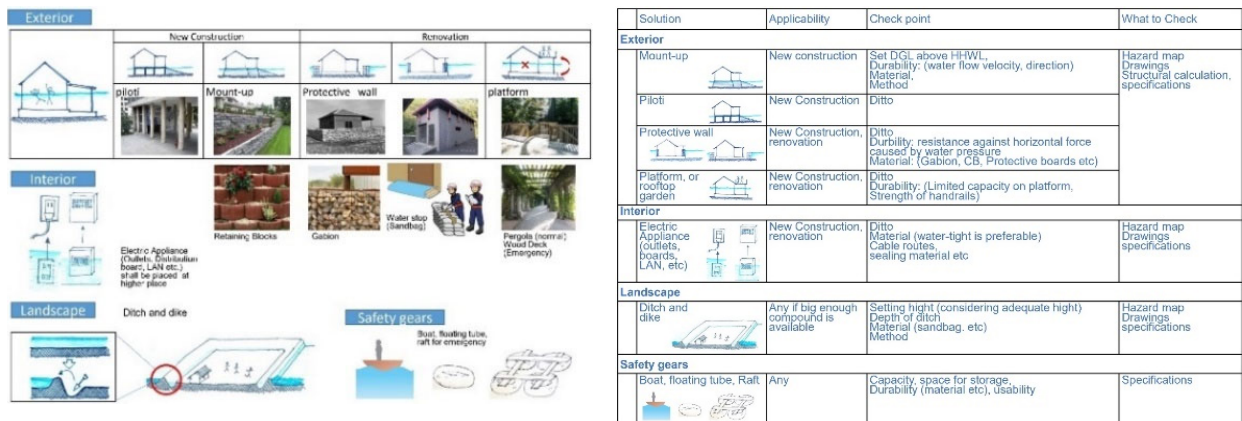 Exterior
New Construction
Renovation
piloti
Mount-up
Protective wall
platform
Interior
Electric Appliance
(Outlets, Distribution
board, LAN etc.)
shall be placed at
higher place
Retaining Blocks
Gabion
Water stop
(Sandbag)
Pergola (normal)
Wood Deck
(Emergency)
Landscape
Ditch and dike
Safety gears
Boat, floating tube,
raft for emergency
Solution
Applicability
Check point
What to Check
Exterior
Mount-up
New construction
Set DGL above HHWL,
Durability: (water flow velocity, direction)
Material,
Method
Hazard map
Drawings
Structural calculation,
specifications
Piloti
New Construction
Ditto
Protective wall
New Construction,
renovation
Ditto
Durbility: resistance against horizontal force
caused by water pressure
Material: (Gabion, CB, Protective boards etc)
Platform, or
rooftop
garden
New Construction,
renovation
Ditto
Durability: (Limited capacity on platform,
Strength of handrails)
Interior
Electric
Appliance
(outlets,
boards,
LAN, etc)
New Construction,
renovation
Ditto
Material (water-tight is preferable)
Cable routes,
sealing material etc
Hazard map
Drawings
specifications
Landscape
Ditch and
dike
Any if big enough
compound is
available
Setting hight (considering adequate hight)
Depth of ditch
Material (sandbag. etc)
Method
Hazard map
Drawings
specifications
Safety gears
Boat, floating tube, Raft
Any
Capacity, space for storage,
Durability (material etc), usability
Specifications